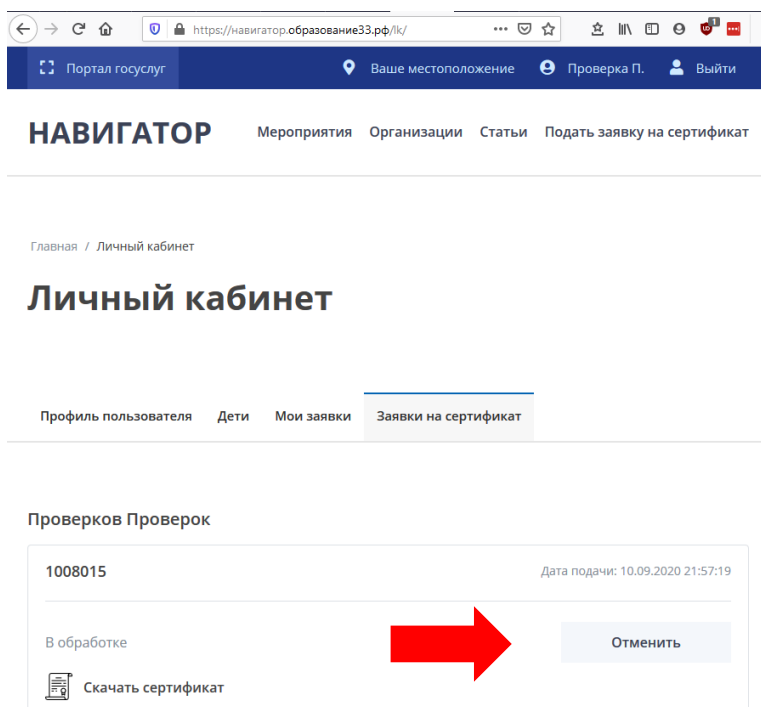 https://навигатор.образование33.рф/lk/
Портал госуслуг Ваше местоположение Проверка П. Выйти
НАВИГАТОР Мероприятия Организации Статьи Подать заявку на сертификат
Главная / Личный кабинет
Личный кабинет
Профиль пользователя Дети Мои заявки Заявки на сертификат
Проверков Проверок
1008015 Дата подачи: 10.09.2020 21:57:19
В обработке Отменить
Скачать сертификат